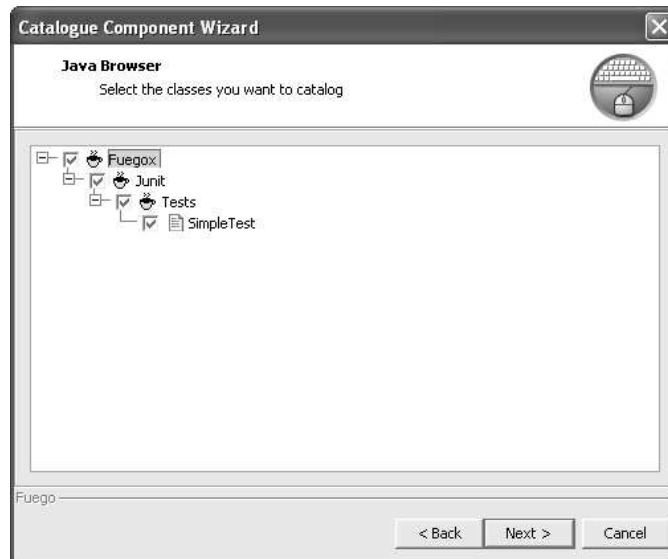 Catalogue Component Wizard
Java Browser
Select the classes you want to catalog
Fuegox
Junit
Tests
SimpleTest
Fuego
< Back Next > Cancel